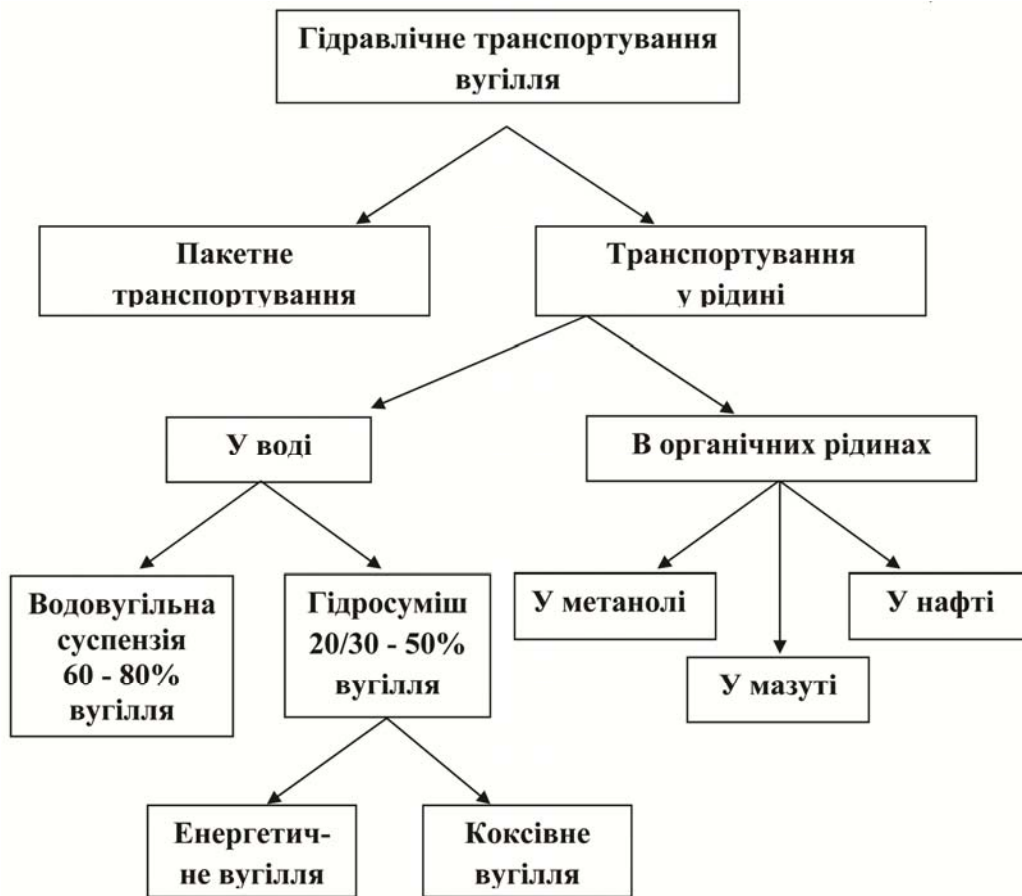 Гідравлічне транспортування
вугілля
Пакетне
транспортування
Транспортування
у рідині
У воді
В органічних рідинах
Водовугільна
суспензія
60 - 80%
вугілля
Гідросуміш
20/30 - 50%
вугілля
У метанолі
У мазуті
У нафті
Енергетич-
не вугілля
Коксівне
вугілля